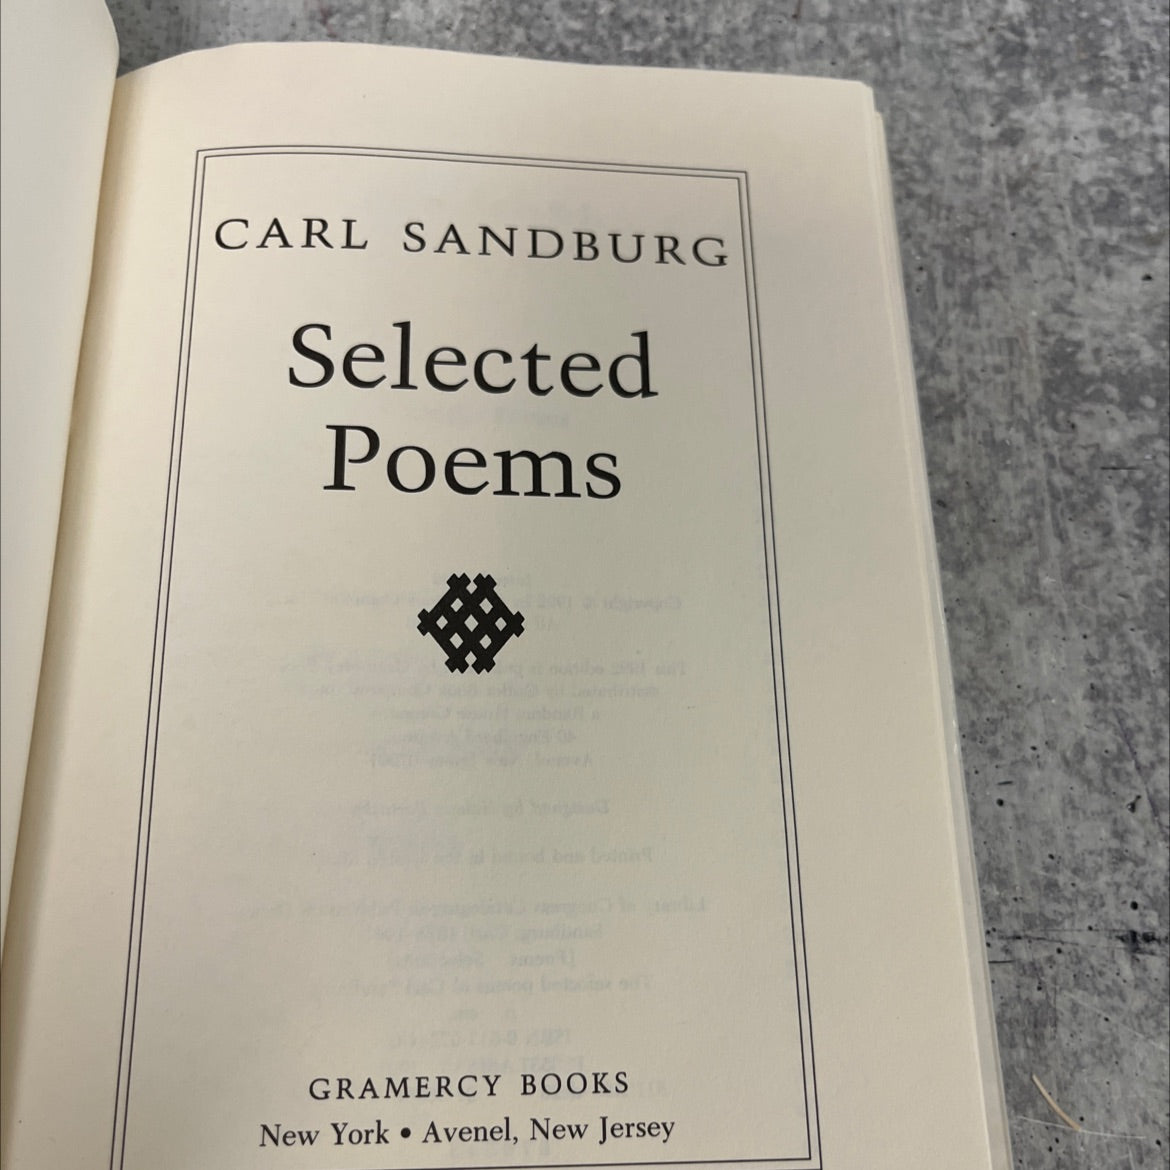 CARL SANDBURG
Selected
Poems
GRAMERCY BOOKS
New York • Avenel, New Jersey